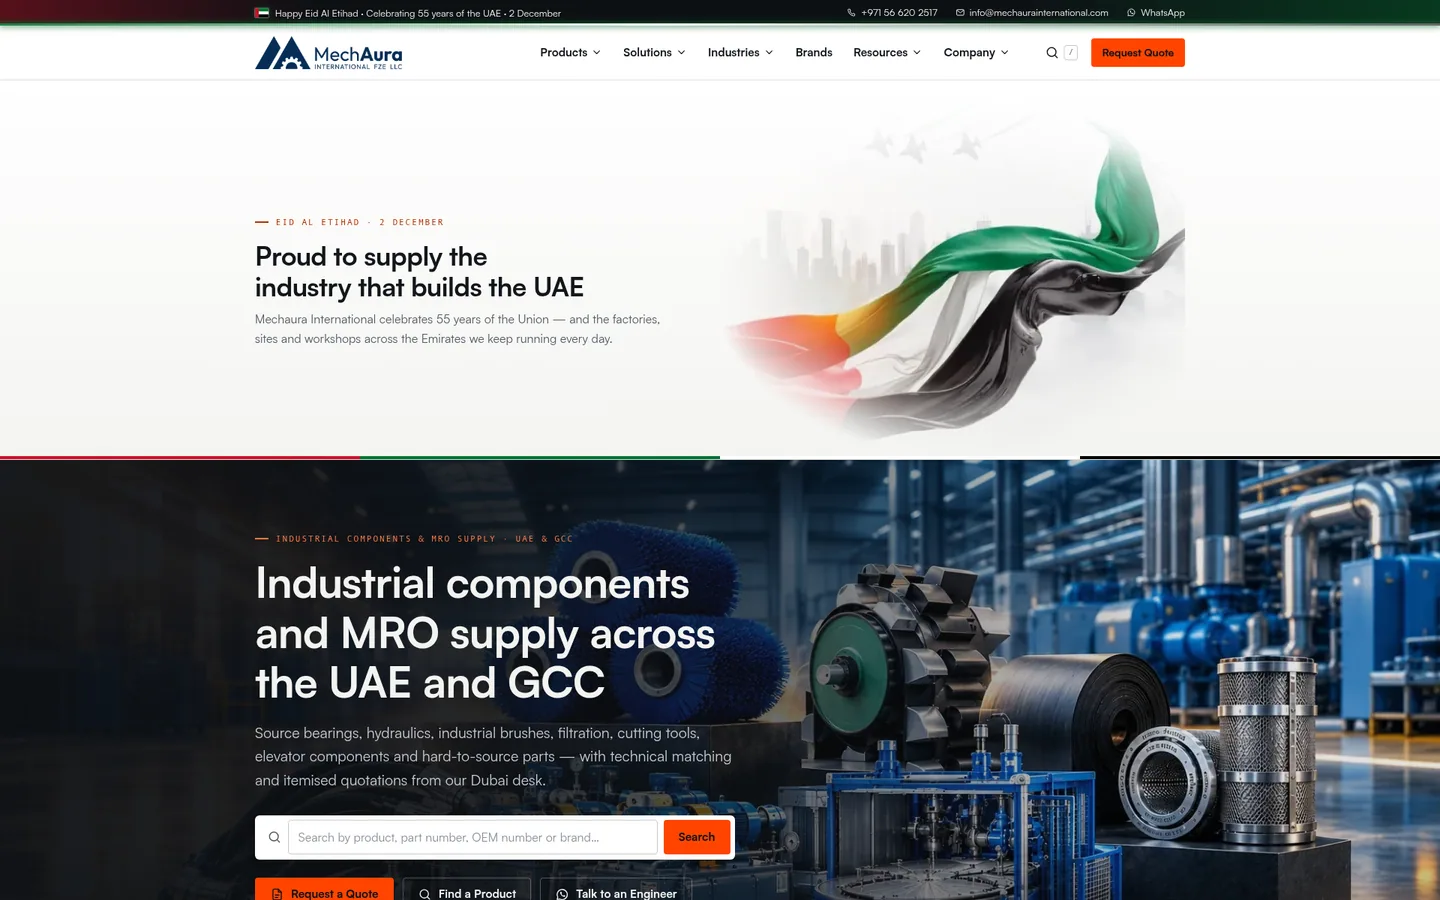 Happy Eid Al Etihad · Celebrating 55 years of the UAE · 2 December
+971 56 620 2517
info@mechaurainternational.com
WhatsApp
MechAura
INTERNATIONAL FZE LLC
Products
Solutions
Industries
Brands
Resources
Company
/
Request Quote
EID AL ETIHAD · 2 DECEMBER
Proud to supply the
industry that builds the UAE
Mechaura International celebrates 55 years of the Union — and the factories,
sites and workshops across the Emirates we keep running every day.
INDUSTRIAL COMPONENTS & MRO SUPPLY · UAE & GCC
Industrial components
and MRO supply across
the UAE and GCC
Source bearings, hydraulics, industrial brushes, filtration, cutting tools,
elevator components and hard-to-source parts — with technical matching
and itemised quotations from our Dubai desk.
Search by product, part number, OEM number or brand...
Search
Request a Quote
Find a Product
Talk to an Engineer